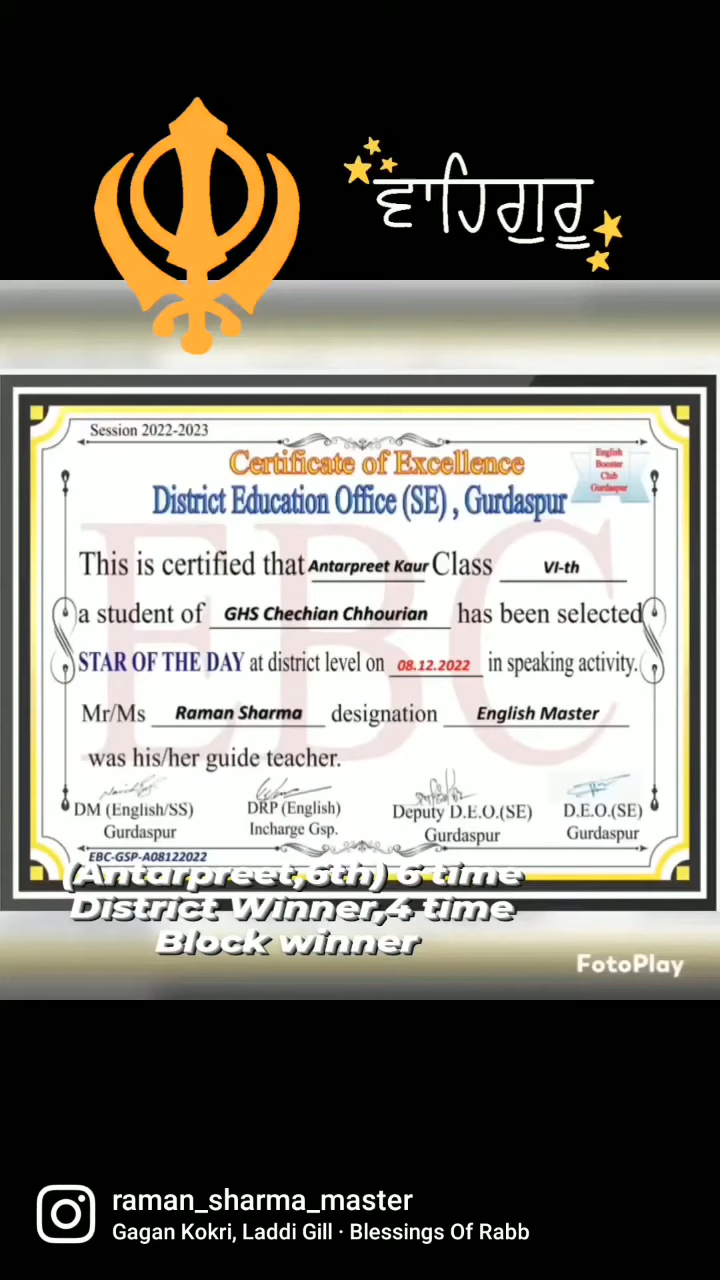 ਵਾਹਿਗੁਰੂ
Session 2022-2023
Certificate of Excellence
English
Booster
Club
Gurdaspur
District Education Office (SE) , Gurdaspur
This is certified that Antarpreet Kaur Class VI-th
a student of GHS Chechian Chhourian has been selected
STAR OF THE DAY at district level on 08.12.2022 in speaking activity.
Mr/Ms Raman Sharma designation English Master
was his/her guide teacher.
DM (English/SS) DRP (English) Deputy D.E.O.(SE) D.E.O.(SE)
Gurdaspur Incharge Gsp. Gurdaspur Gurdaspur
EBC-GSP-A08122022
EBC
(Antarpreet,6th) 6 time
District Winner,4 time
Block winner
FotoPlay
raman_sharma_master
Gagan Kokri, Laddi Gill · Blessings Of Rabb